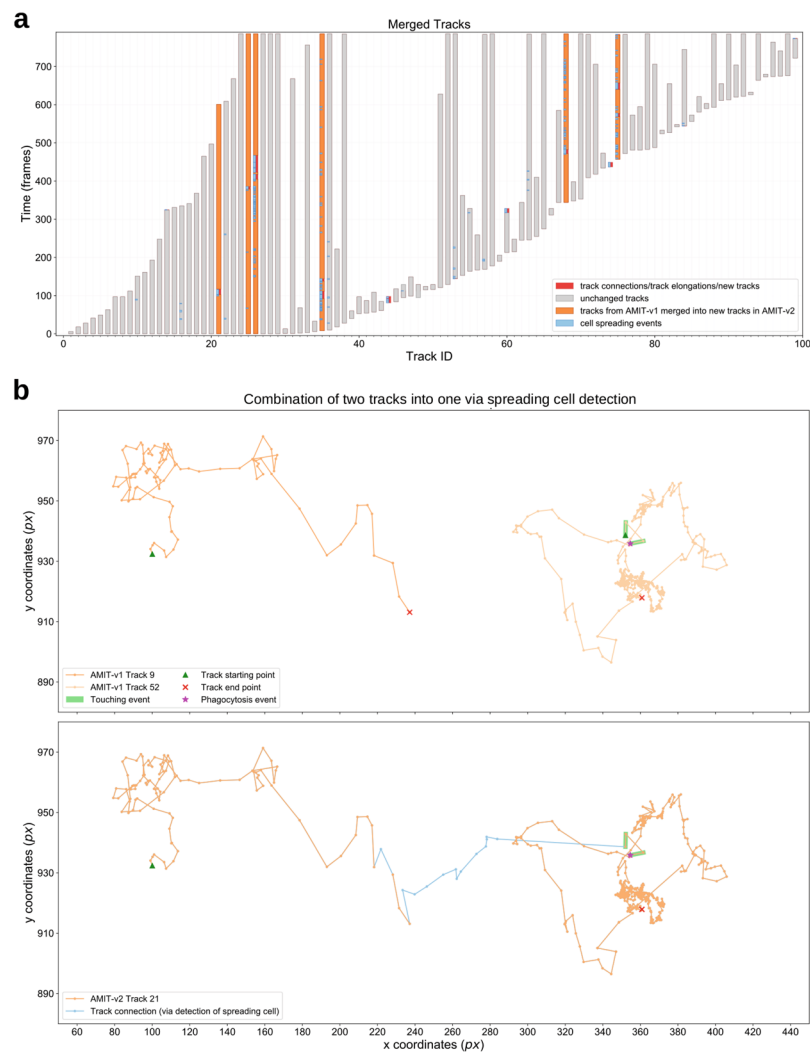 a
Merged Tracks
Time (frames)
700
600
500
400
300
200
100
0
track connections/track elongations/new tracks
unchanged tracks
tracks from AMIT-v1 merged into new tracks in AMIT-v2
cell spreading events
0 20 40 60 80 100
Track ID
b
Combination of two tracks into one via spreading cell detection
y coordinates (px)
970
950
930
910
890
AMIT-v1 Track 9
AMIT-v1 Track 52
Touching event
Track starting point
Track end point
Phagocytosis event
y coordinates (px)
970
950
930
910
890
AMIT-v2 Track 21
Track connection (via detection of spreading cell)
60 80 100 120 140 160 180 200 220 240 260 280 300 320 340 360 380 400 420 440
x coordinates (px)